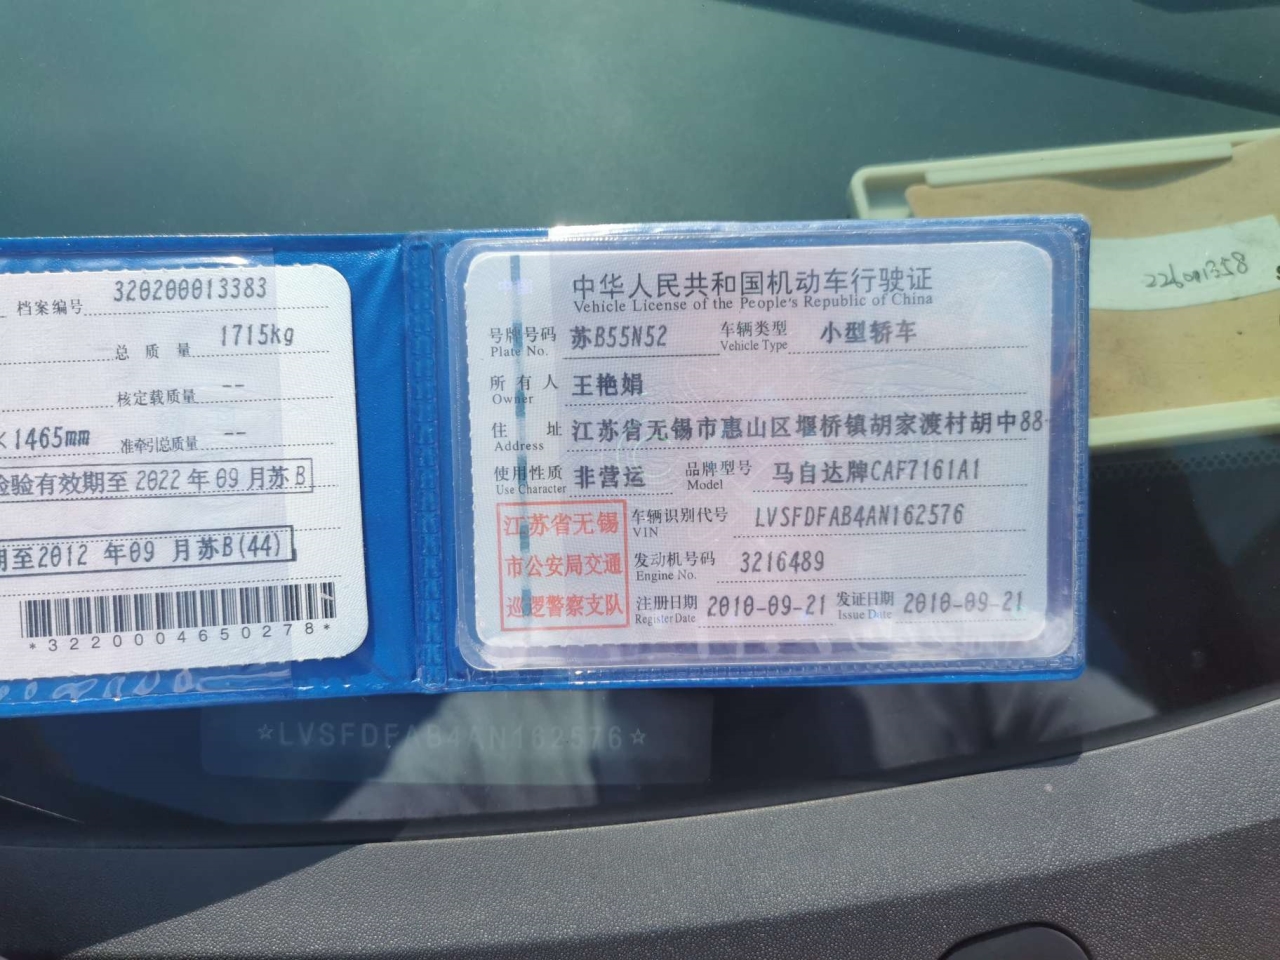 档案编号 320200013383
总质量 1715kg
核定载质量 --
×1465mm 准牵引总质量 --
检验有效期至2022年09月苏B
期至2012年09月苏B(44)
*3220004650278*
中华人民共和国机动车行驶证
Vehicle License of the People's Republic of China
号牌号码 苏B55N52 车辆类型 小型轿车
Plate No. Vehicle Type
所有人 王艳娟
Owner
住址 江苏省无锡市惠山区堰桥镇胡家渡村胡中88-
Address
使用性质 非营运 品牌型号 马自达牌CAF7161A1
Use Character Model
江苏省无锡
市公安局交通
巡逻警察支队
车辆识别代号 LVSFDFAB4AN162576
VIN
发动机号码 3216489
Engine No.
注册日期 2010-09-21 发证日期 2010-09-21
Register Date Issue Date
☆LVSFDFAB4AN162576☆